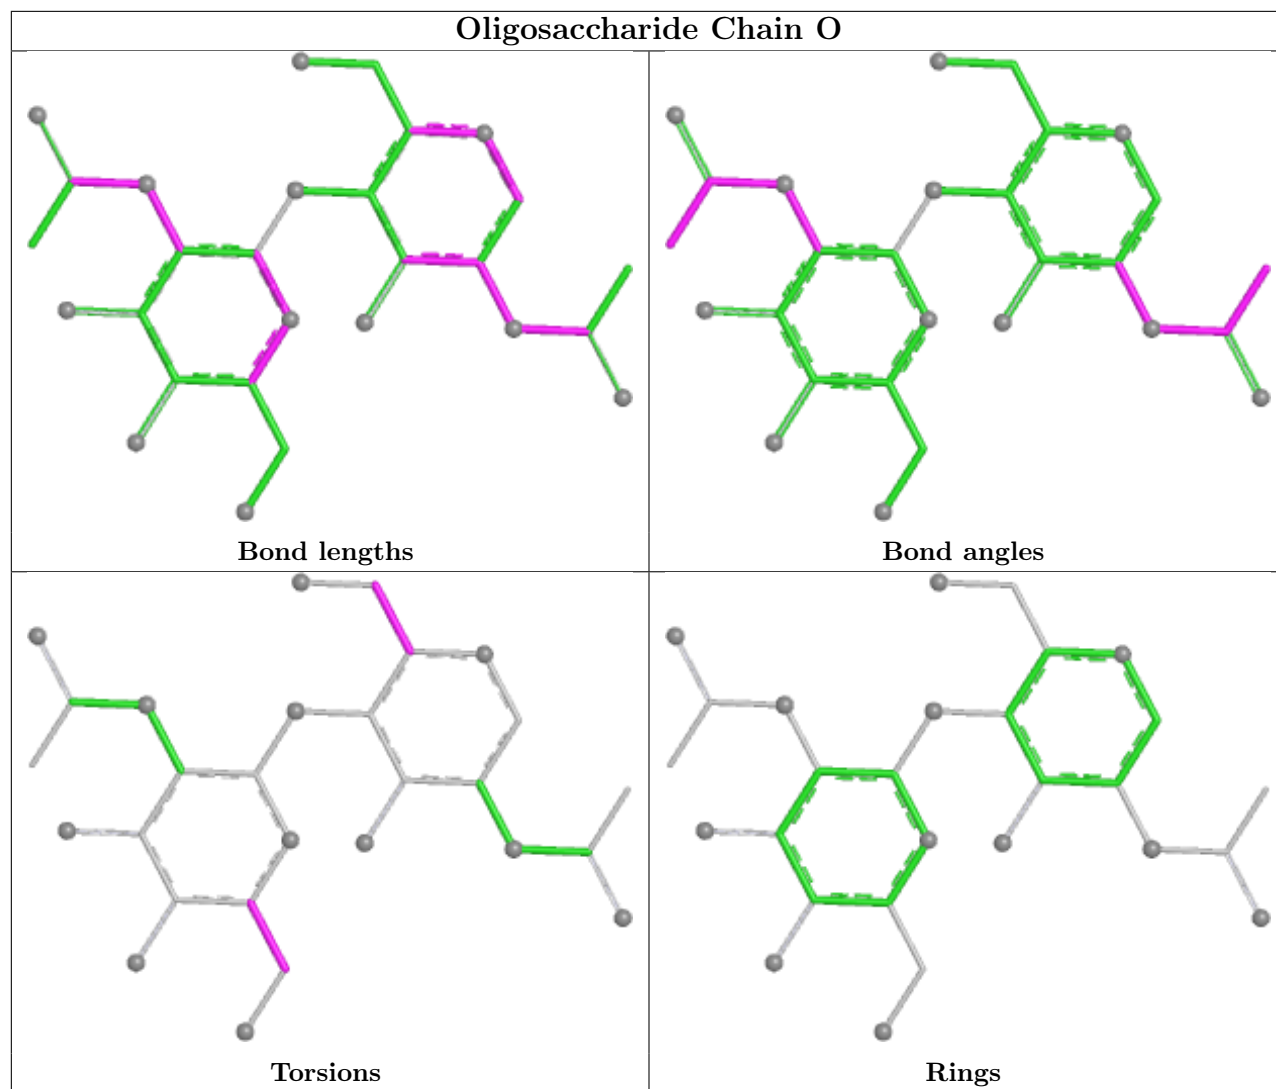 Oligosaccharide Chain O
Bond lengths
Bond angles
Torsions
Rings